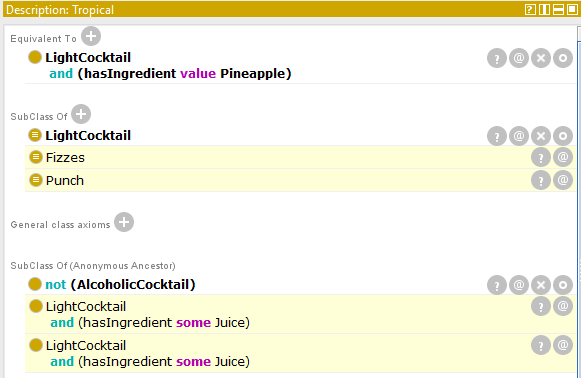 Description: Tropical
Equivalent To
LightCocktail
and (hasIngredient value Pineapple)
SubClass Of
LightCocktail
Fizzes
Punch
General class axioms
SubClass Of (Anonymous Ancestor)
not (AlcoholicCocktail)
LightCocktail
and (hasIngredient some Juice)
LightCocktail
and (hasIngredient some Juice)